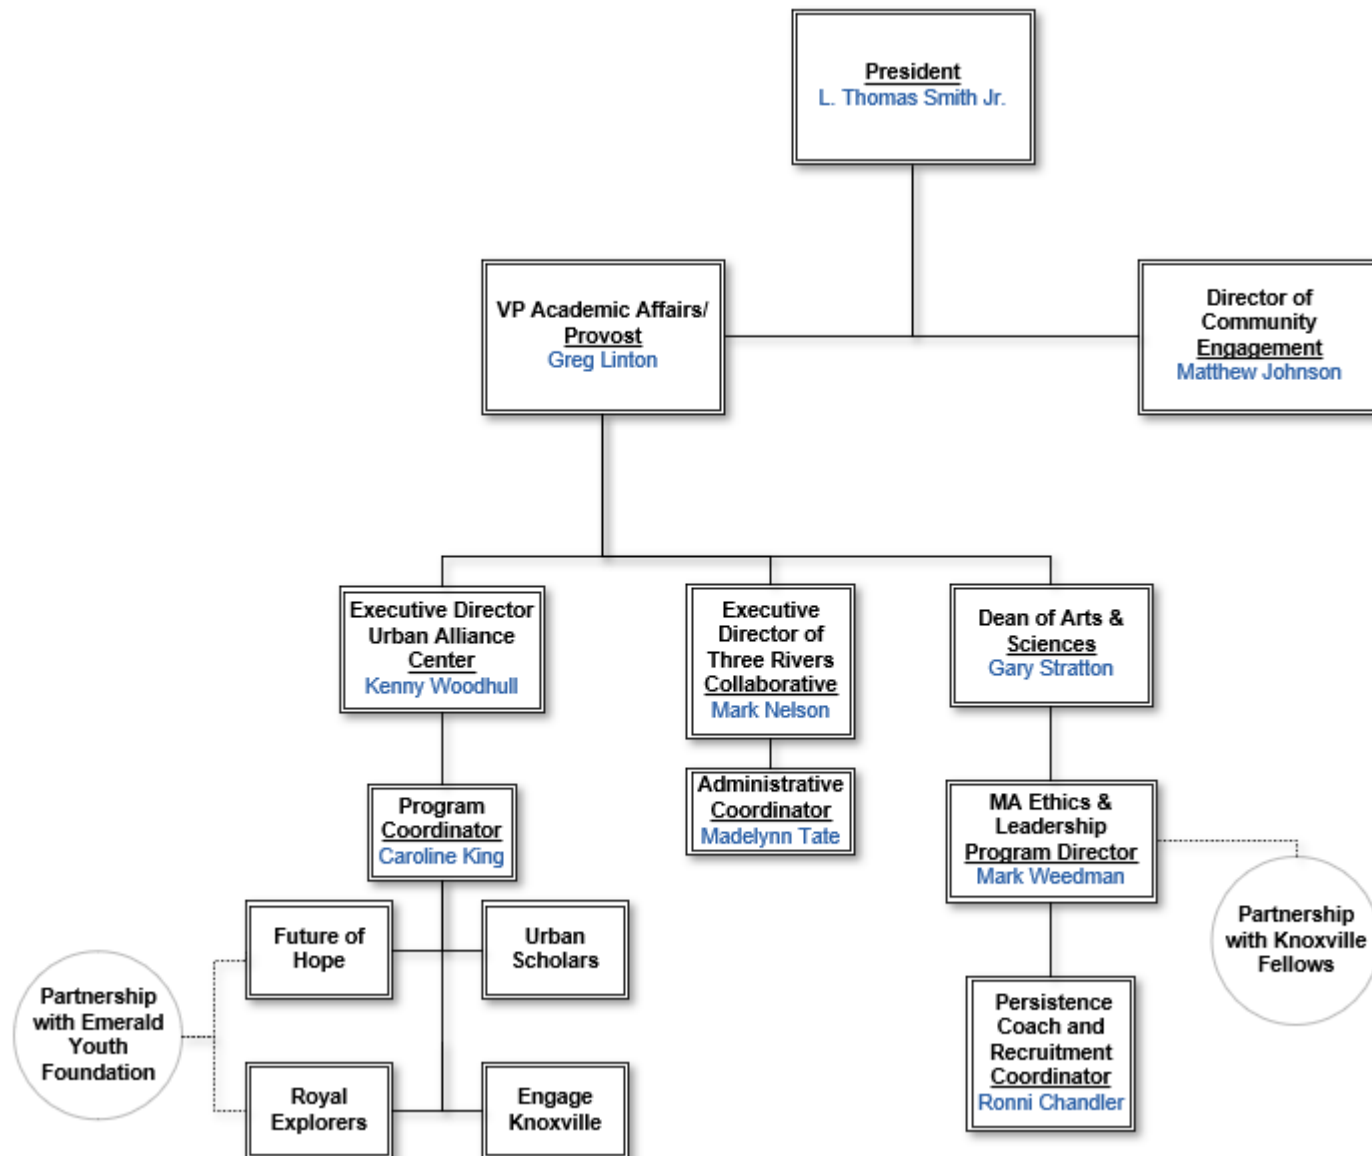 President
L. Thomas Smith Jr.
VP Academic Affairs/
Provost
Greg Linton
Director of
Community
Engagement
Matthew Johnson
Executive Director
Urban Alliance
Center
Kenny Woodhull
Executive
Director of
Three Rivers
Collaborative
Mark Nelson
Dean of Arts &
Sciences
Gary Stratton
Program
Coordinator
Caroline King
Administrative
Coordinator
Madelynn Tate
MA Ethics &
Leadership
Program Director
Mark Weedman
Partnership
with Knoxville
Fellows
Future of
Hope
Urban
Scholars
Partnership
with Emerald
Youth
Foundation
Royal
Explorers
Engage
Knoxville
Persistence
Coach and
Recruitment
Coordinator
Ronni Chandler